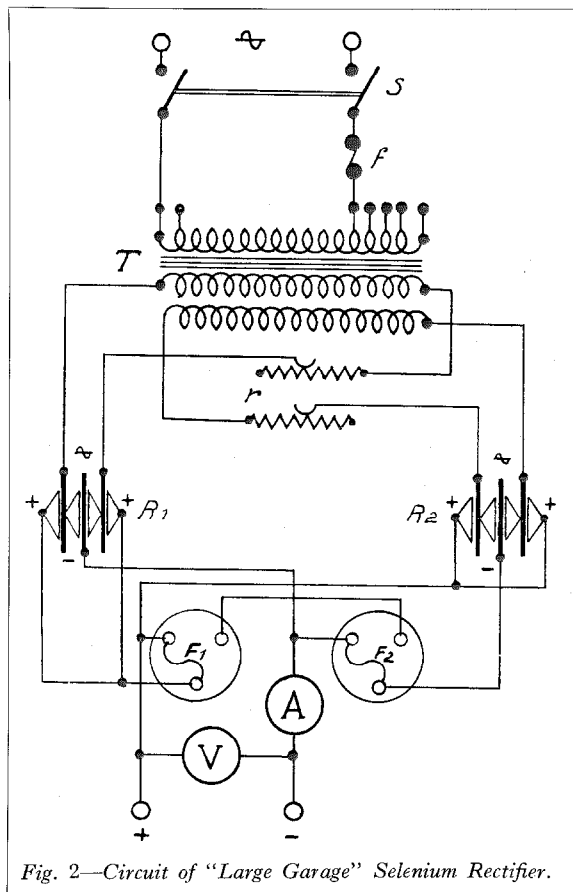 S
f
T
r
+ + R1 R2 + +
- -
F1 F2
A
V
+ -
Fig. 2—Circuit of "Large Garage" Selenium Rectifier.